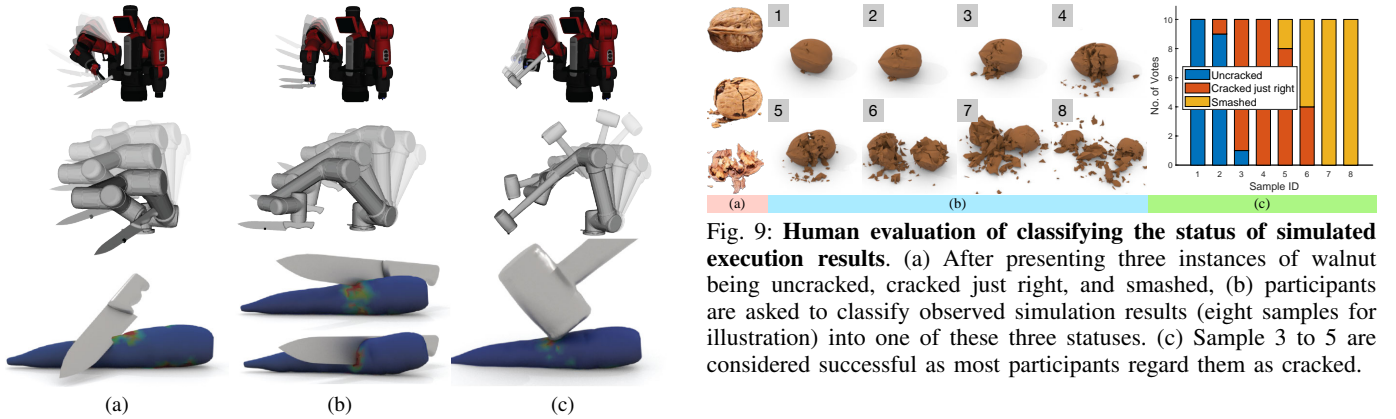 (a)
(b)
(c)
1
2
3
4
5
6
7
8
No. of Votes
10
8
6
4
2
0
Uncracked
Cracked just right
Smashed
1 2 3 4 5 6 7 8
Sample ID
(a)
(b)
(c)
Fig. 9: Human evaluation of classifying the status of simulated
execution results. (a) After presenting three instances of walnut
being uncracked, cracked just right, and smashed, (b) participants
are asked to classify observed simulation results (eight samples for
illustration) into one of these three statuses. (c) Sample 3 to 5 are
considered successful as most participants regard them as cracked.